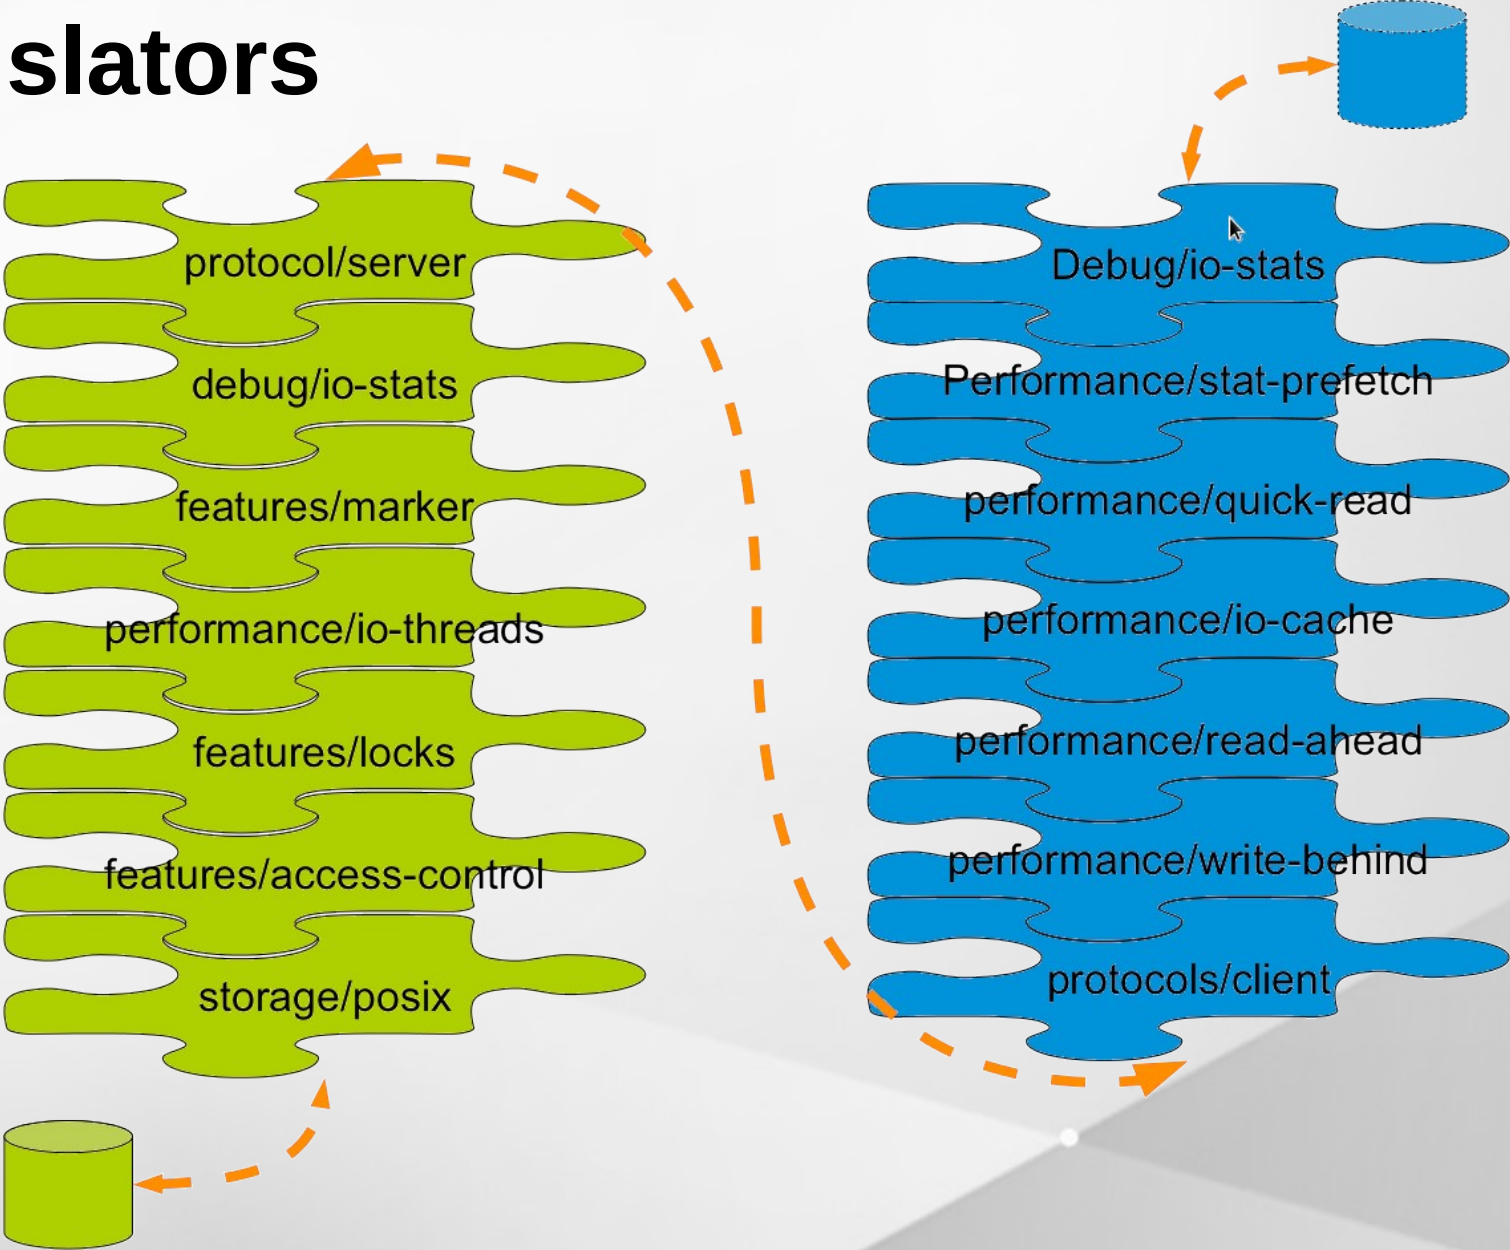 slators
protocol/server
debug/io-stats
features/marker
performance/io-threads
features/locks
features/access-control
storage/posix
Debug/io-stats
Performance/stat-prefetch
performance/quick-read
performance/io-cache
performance/read-ahead
performance/write-behind
protocols/client